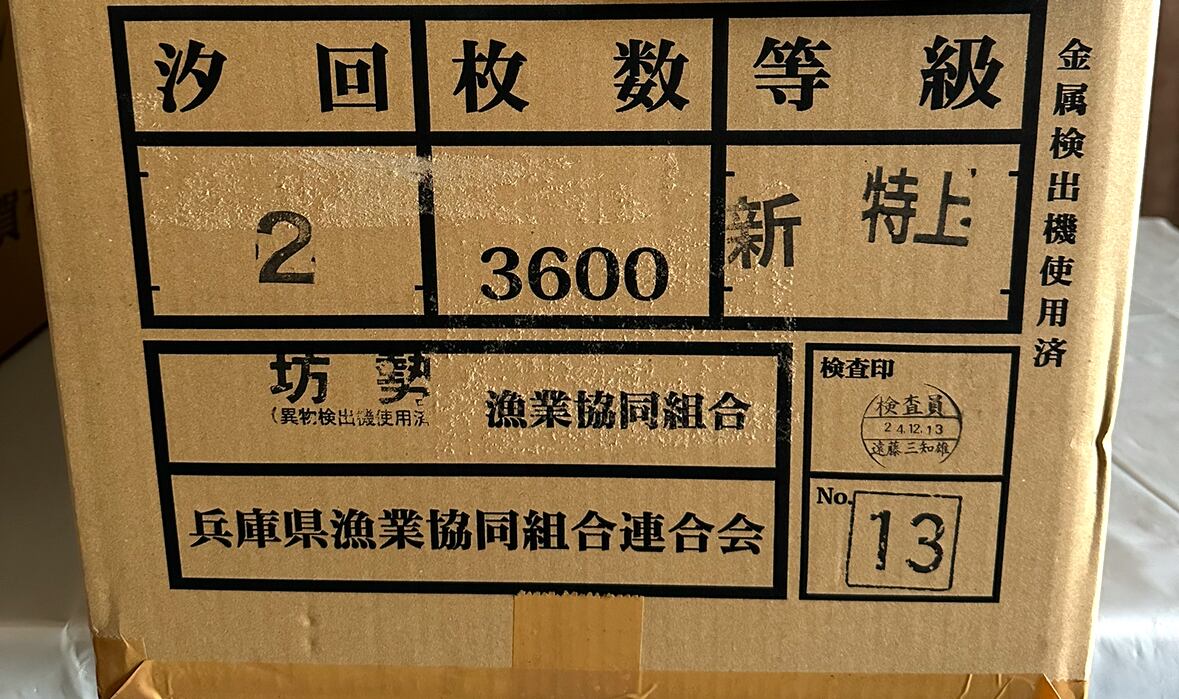 汐回 枚数 等級
2 3600 新 特上
金属検出機使用済
坊勢 漁業協同組合
(異物検出機使用済
兵庫県漁業協同組合連合会
検査印
検査員
24.12.13
遠藤三知雄
No. 13